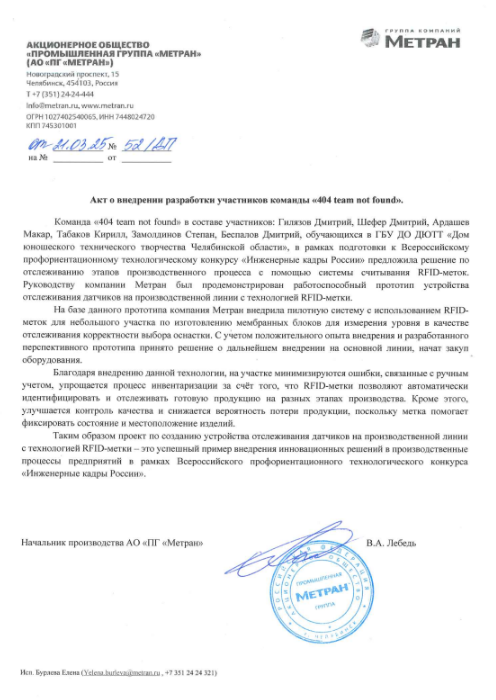 ГРУППА КОМПАНИЙ
МЕТРАН
АКЦИОНЕРНОЕ ОБЩЕСТВО
«ПРОМЫШЛЕННАЯ ГРУППА «МЕТРАН»
(АО «ПГ «МЕТРАН»)
Новоградский проспект, 15
Челябинск, 454103, Россия
Т +7 (351) 24-24-444
info@metran.ru, www.metran.ru
ОГРН 1027402540065, ИНН 7448024720
КПП 745301001
от 21.03.25 № 52/ДП
на № от
Акт о внедрении разработки участников команды «404 team not found».
Команда «404 team not found» в составе участников: Гилязов Дмитрий, Шефер Дмитрий, Ардашев
Макар, Табаков Кирилл, Замолдинов Степан, Беспалов Дмитрий, обучающихся в ГБУ ДО ДЮТТ «Дом
юношеского технического творчества Челябинской области», в рамках подготовки к Всероссийскому
профориентационному технологическому конкурсу «Инженерные кадры России» предложила решение по
отслеживанию этапов производственного процесса с помощью системы считывания RFID-меток.
Руководству компании Метран был продемонстрирован работоспособный прототип устройства
отслеживания датчиков на производственной линии с технологией RFID-метки.
На базе данного прототипа компания Метран внедрила пилотную систему с использованием RFID-
меток для небольшого участка по изготовлению мембранных блоков для измерения уровня в качестве
отслеживания корректности выбора оснастки. С учетом положительного опыта внедрения и разработанного
перспективного прототипа принято решение о дальнейшем внедрении на основной линии, начат закуп
оборудования.
Благодаря внедрению данной технологии, на участке минимизируются ошибки, связанные с ручным
учетом, упрощается процесс инвентаризации за счёт того, что RFID-метки позволяют автоматически
идентифицировать и отслеживать готовую продукцию на разных этапах производства. Кроме этого,
улучшается контроль качества и снижается вероятность потери продукции, поскольку метка помогает
фиксировать состояние и местоположение изделий.
Таким образом проект по созданию устройства отслеживания датчиков на производственной линии
с технологией RFID-метки – это успешный пример внедрения инновационных решений в производственные
процессы предприятий в рамках Всероссийского профориентационного технологического конкурса
«Инженерные кадры России».
Начальник производства АО «ПГ «Метран» В.А. Лебедь
РОССИЙСКАЯ ФЕДЕРАЦИЯ
АКЦИОНЕРНОЕ ОБЩЕСТВО
ПРОМЫШЛЕННАЯ
МЕТРАН
ГРУППА
Исп. Бурлева Елена (Yelena.burleva@metran.ru , +7 351 24 24 321)